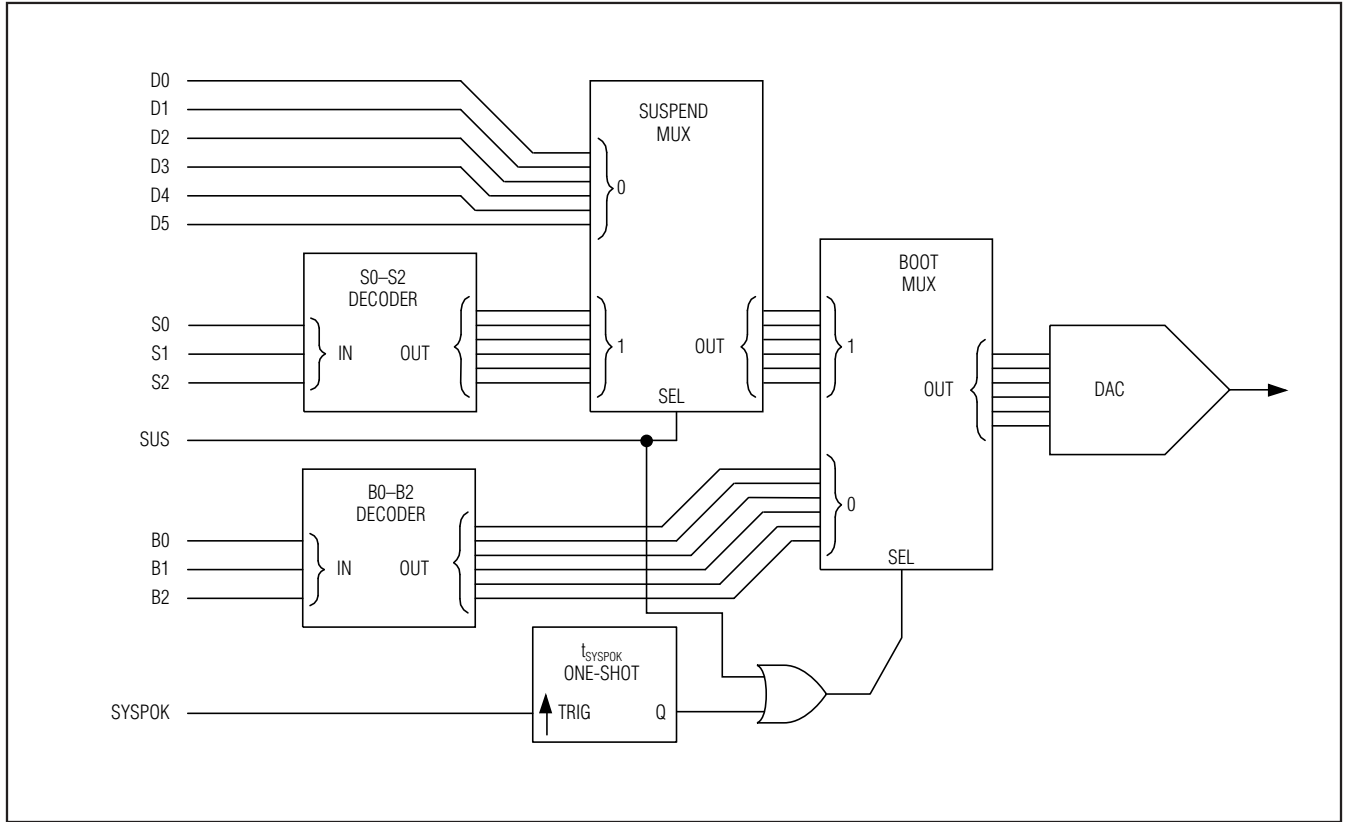 D0
D1
D2
D3
D4
D5
SUSPEND
MUX
0
S0–S2
DECODER
S0
S1
S2
IN
OUT
1
OUT
SEL
SUS
BOOT
MUX
1
OUT
0
SEL
DAC
B0–B2
DECODER
B0
B1
B2
IN
OUT
tSYSPOK
ONE-SHOT
SYSPOK
TRIG
Q